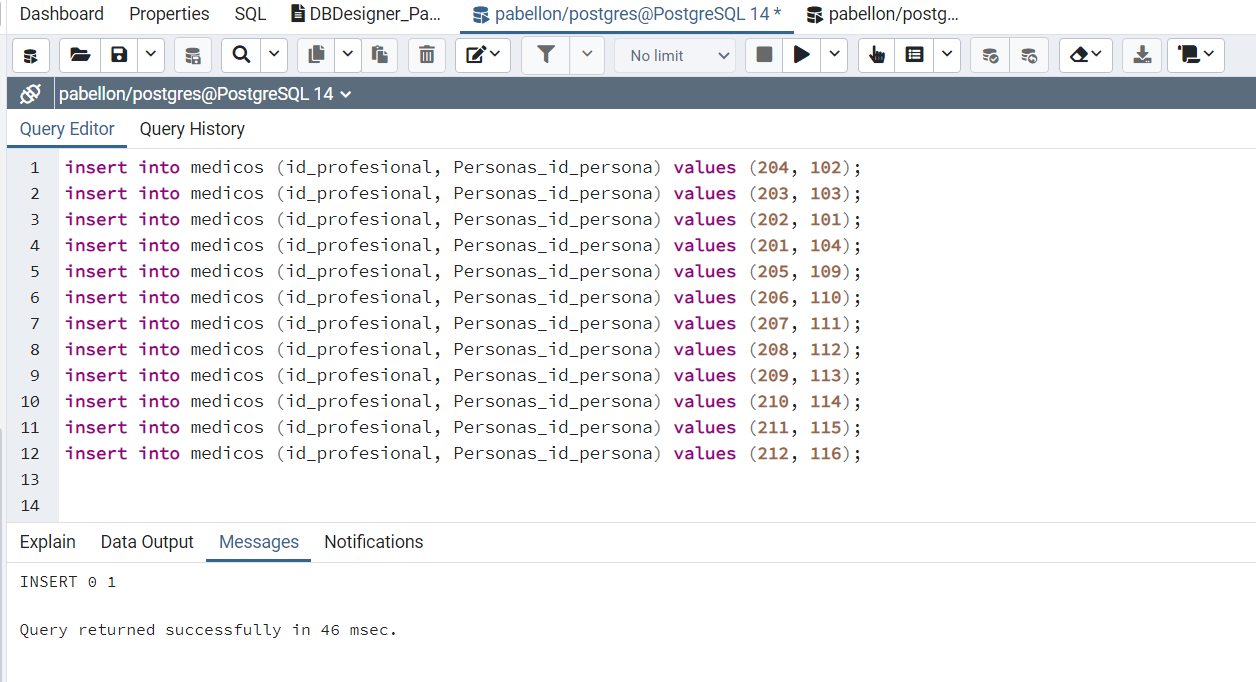 Dashboard Properties SQL DBDesigner_Pa... pabellon/postgres@PostgreSQL 14 * pabellon/postg...
No limit
pabellon/postgres@PostgreSQL 14
Query Editor Query History
1 insert into medicos (id_profesional, Personas_id_persona) values (204, 102);
2 insert into medicos (id_profesional, Personas_id_persona) values (203, 103);
3 insert into medicos (id_profesional, Personas_id_persona) values (202, 101);
4 insert into medicos (id_profesional, Personas_id_persona) values (201, 104);
5 insert into medicos (id_profesional, Personas_id_persona) values (205, 109);
6 insert into medicos (id_profesional, Personas_id_persona) values (206, 110);
7 insert into medicos (id_profesional, Personas_id_persona) values (207, 111);
8 insert into medicos (id_profesional, Personas_id_persona) values (208, 112);
9 insert into medicos (id_profesional, Personas_id_persona) values (209, 113);
10 insert into medicos (id_profesional, Personas_id_persona) values (210, 114);
11 insert into medicos (id_profesional, Personas_id_persona) values (211, 115);
12 insert into medicos (id_profesional, Personas_id_persona) values (212, 116);
13
14
Explain Data Output Messages Notifications
INSERT 0 1
Query returned successfully in 46 msec.